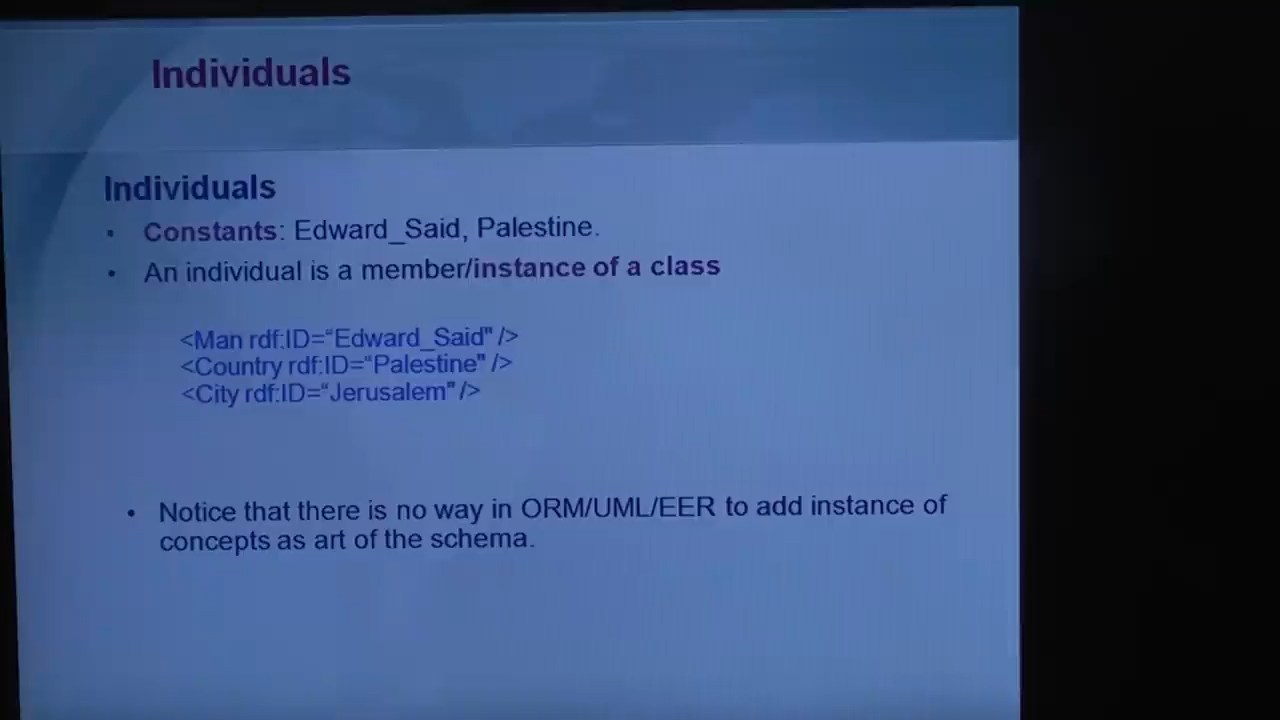 Individuals
Individuals
• Constants: Edward_Said, Palestine.
• An individual is a member/instance of a class
<Man rdf:ID=“Edward_Said" />
<Country rdf:ID=“Palestine" />
<City rdf:ID=“Jerusalem" />
• Notice that there is no way in ORM/UML/EER to add instance of
concepts as art of the schema.